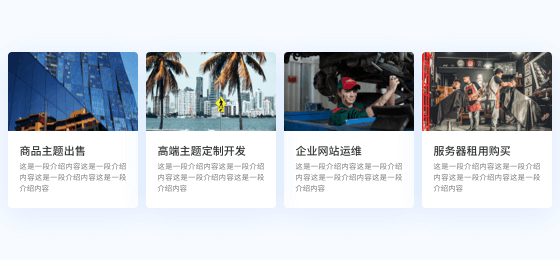 商品主题出售
这是一段介绍内容这是一段介绍
内容这是一段介绍内容这是一段
介绍内容
高端主题定制开发
这是一段介绍内容这是一段介绍
内容这是一段介绍内容这是一段
介绍内容
企业网站运维
这是一段介绍内容这是一段介绍
内容这是一段介绍内容这是一段
介绍内容
服务器租用购买
这是一段介绍内容这是一段介绍
内容这是一段介绍内容这是一段
介绍内容